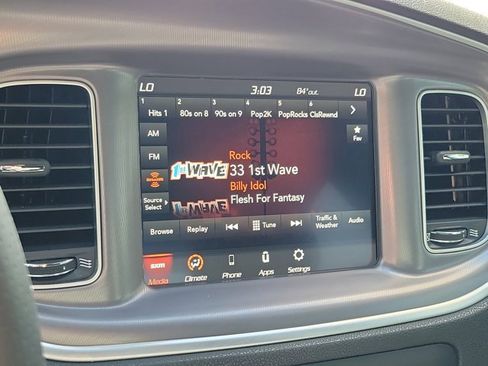 LO 3:03 84°out. LO
1 2 3 4 5 6
Hits 1 80s on 8 90s on 9 Pop2K PopRocks ClsRewnd
AM
Fav
FM
Rock
1st WAVE
33 1st Wave
Billy Idol
Source
Select
Flesh For Fantasy
Browse Replay Tune Traffic &
Weather Audio
sxm
Media Climate Phone Apps Settings